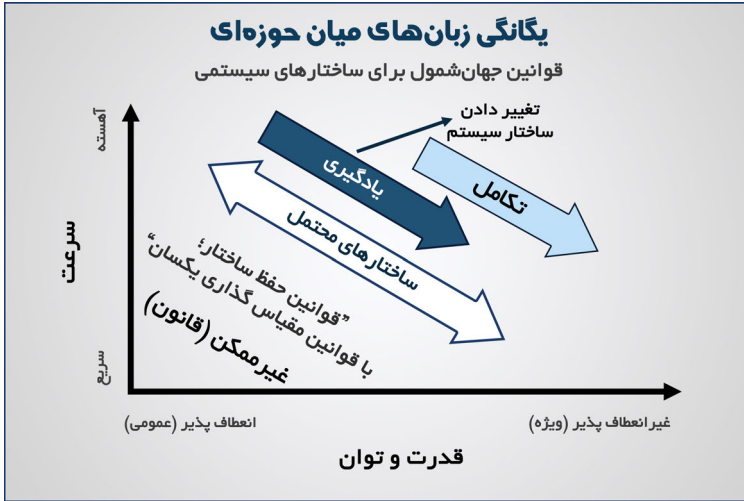 یگانگی زبان‌های میان حوزه‌ای
قوانین جهان‌شمول برای ساختارهای سیستمی
تغییر دادن
ساختار سیستم
آهسته
یادگیری
تکامل
ساختارهای محتمل
سرعت
”قوانین حفظ ساختار؛
با قوانین مقیاس گذاری یکسان“
غیرممکن (قانون)
سریع
غیرانعطاف پذیر (ویژه)
انعطاف پذیر (عمومی)
قدرت و توان